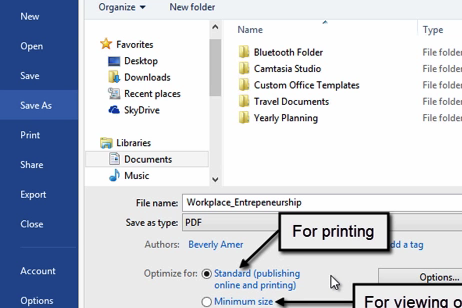 New
Open
Save
Save As
Print
Share
Export
Close
Account
Options
Organize
New folder
Favorites
Desktop
Downloads
Recent places
SkyDrive
Libraries
Documents
Music
Name
Type
Bluetooth Folder
File folder
Camtasia Studio
File folder
Custom Office Templates
File folder
Travel Documents
File folder
Yearly Planning
File folder
File name:
Workplace_Entrepeneurship
Save as type:
PDF
Authors:
Beverly Amer
dd a tag
For printing
Optimize for:
Standard (publishing
online and printing)
Minimum size
Options...
For viewing o